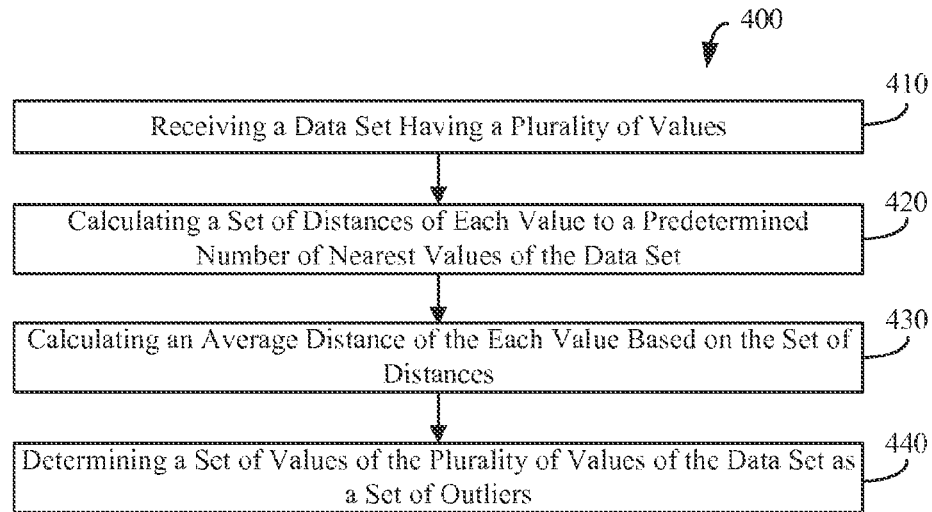 400
410
Receiving a Data Set Having a Plurality of Values
420
Calculating a Set of Distances of Each Value to a Predetermined
Number of Nearest Values of the Data Set
430
Calculating an Average Distance of the Each Value Based on the Set of
Distances
440
Determining a Set of Values of the Plurality of Values of the Data Set as
a Set of Outliers